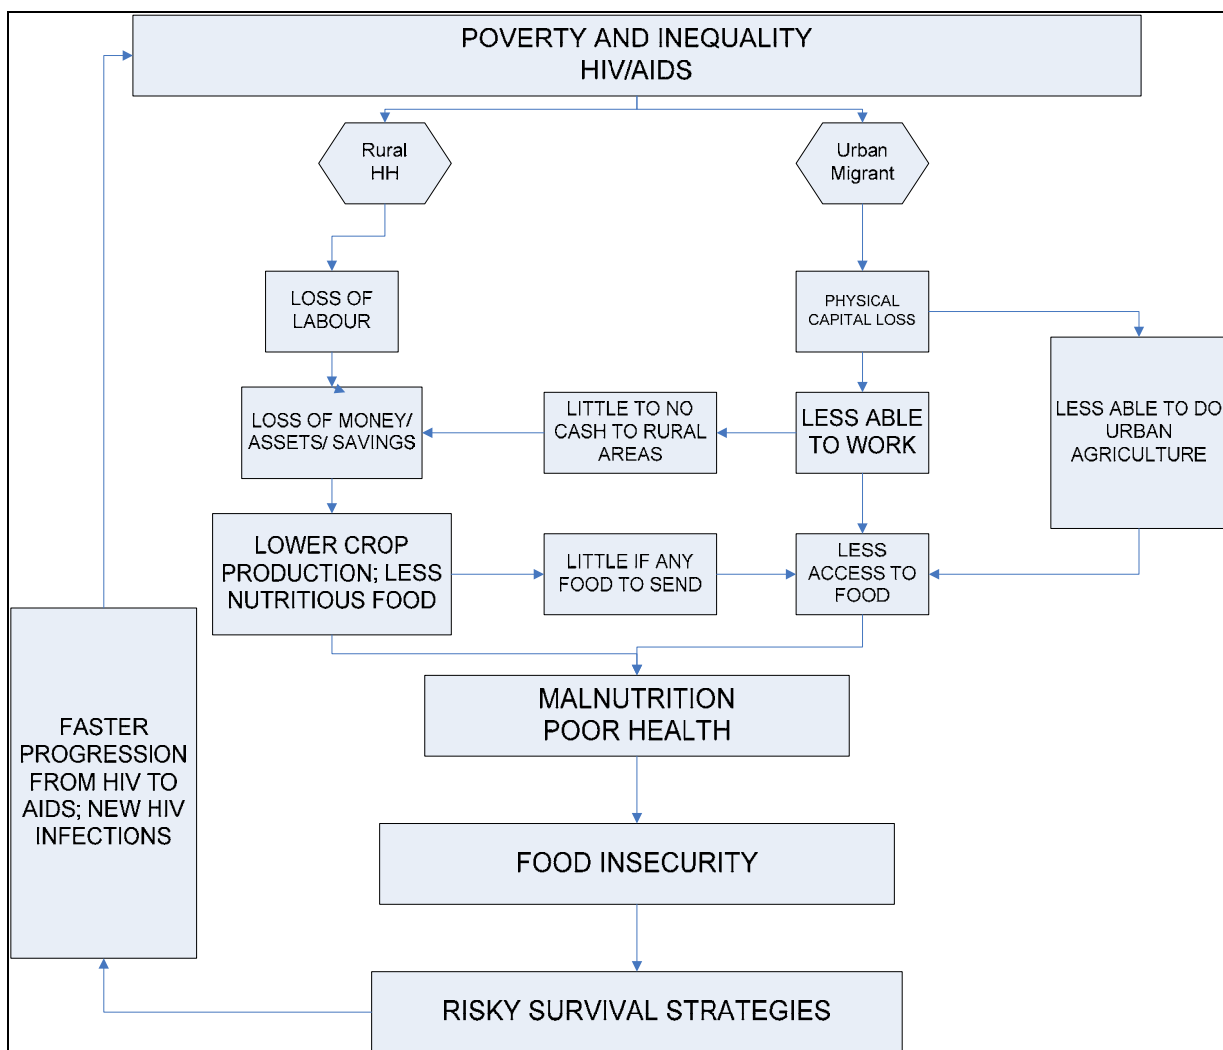 POVERTY AND INEQUALITY
HIV/AIDS
Rural
HH
Urban
Migrant
LOSS OF
LABOUR
PHYSICAL
CAPITAL LOSS
LOSS OF MONEY/
ASSETS/ SAVINGS
LITTLE TO NO
CASH TO RURAL
AREAS
LESS ABLE
TO WORK
LESS ABLE TO DO
URBAN
AGRICULTURE
LOWER CROP
PRODUCTION; LESS
NUTRITIOUS FOOD
LITTLE IF ANY
FOOD TO SEND
LESS
ACCESS TO
FOOD
MALNUTRITION
POOR HEALTH
FASTER
PROGRESSION
FROM HIV TO
AIDS; NEW HIV
INFECTIONS
FOOD INSECURITY
RISKY SURVIVAL STRATEGIES